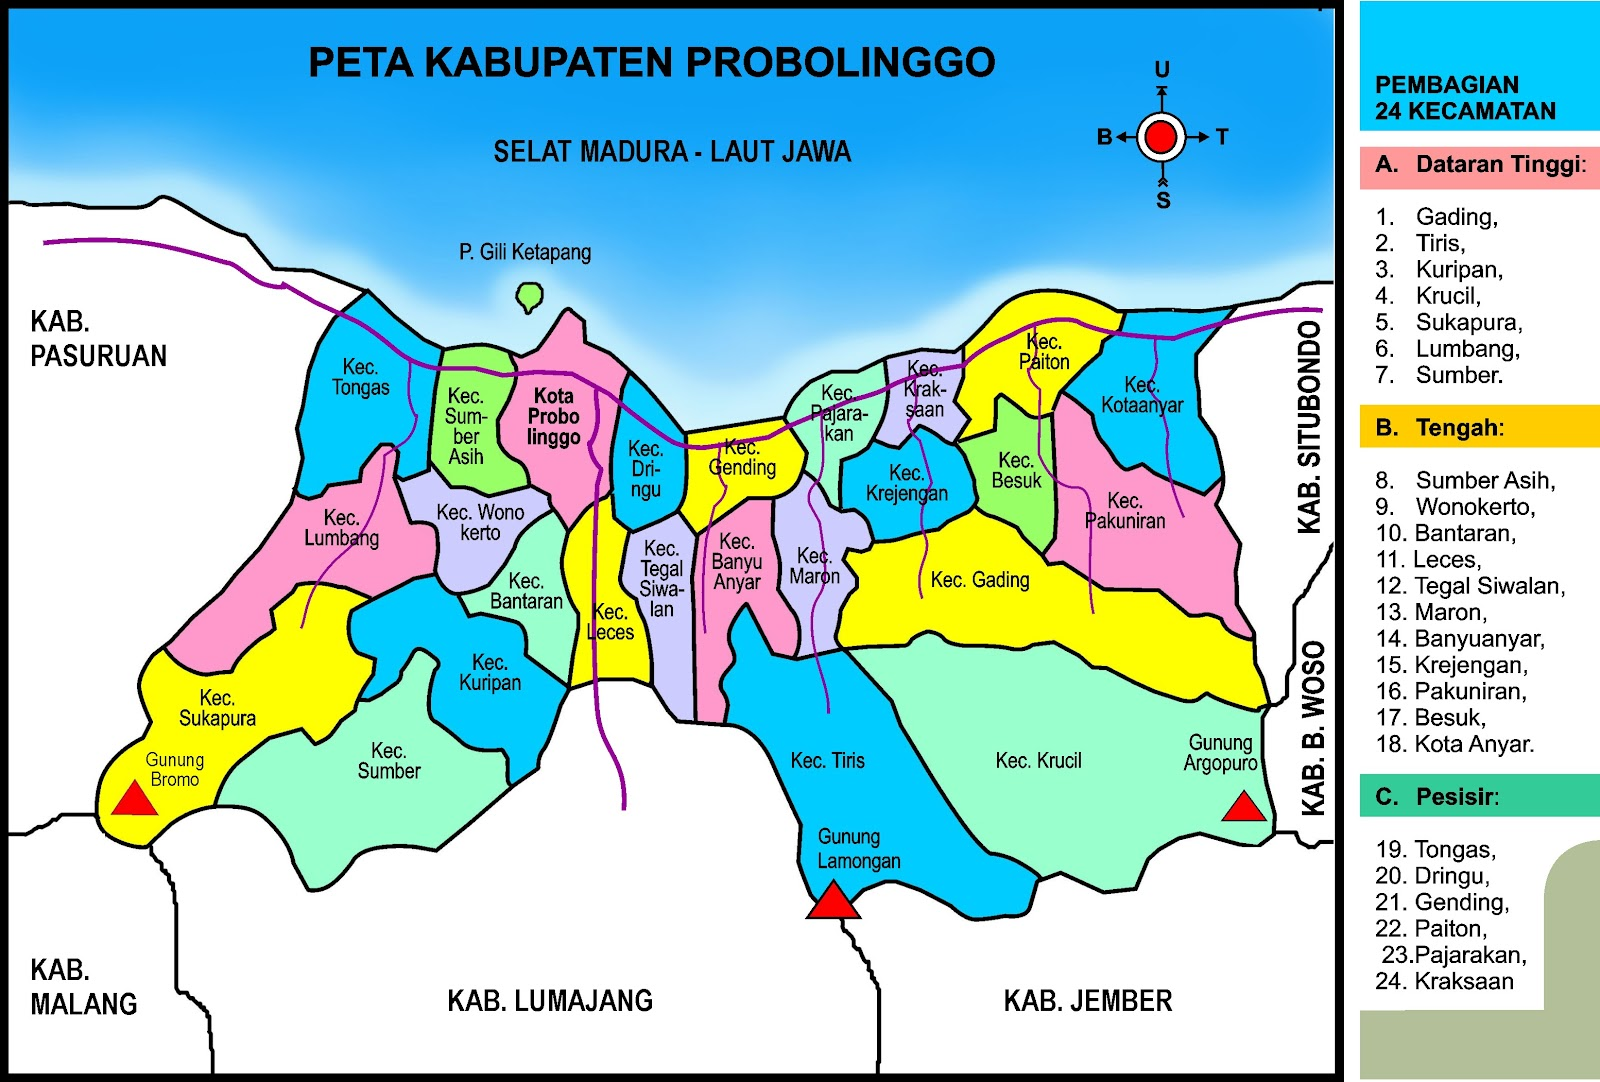 PETA KABUPATEN PROBOLINGGO
SELAT MADURA - LAUT JAWA
U
B
T
S
P. Gili Ketapang
KAB.
PASURUAN
Kec.
Tongas
Kec.
Sum-
ber
Asih
Kota
Probo
linggo
Kec.
Dri-
ngu
Kec.
Gending
Kec.
Pajara-
kan
Kec.
Krak-
saan
Kec.
Paiton
Kec.
Kotaanyar
KAB. SITUBONDO
Kec.
Lumbang
Kec. Wono
kerto
Kec.
Bantaran
Kec.
Leces
Kec.
Tegal
Siwa-
lan
Kec.
Banyu
Anyar
Kec.
Maron
Kec.
Krejengan
Kec.
Besuk
Kec.
Pakuniran
Kec. Gading
Kec.
Sukapura
Gunung
Bromo
Kec.
Kuripan
Kec.
Sumber
Kec. Tiris
Gunung
Lamongan
Kec. Krucil
Gunung
Argopuro
KAB. B. WOSO
KAB.
MALANG
KAB. LUMAJANG
KAB. JEMBER
PEMBAGIAN
24 KECAMATAN
A. Dataran Tinggi:
1. Gading,
2. Tiris,
3. Kuripan,
4. Krucil,
5. Sukapura,
6. Lumbang,
7. Sumber.
B. Tengah:
8. Sumber Asih,
9. Wonokerto,
10. Bantaran,
11. Leces,
12. Tegal Siwalan,
13. Maron,
14. Banyuanyar,
15. Krejengan,
16. Pakuniran,
17. Besuk,
18. Kota Anyar.
C. Pesisir:
19. Tongas,
20. Dringu,
21. Gending,
22. Paiton,
23.Pajarakan,
24. Kraksaan